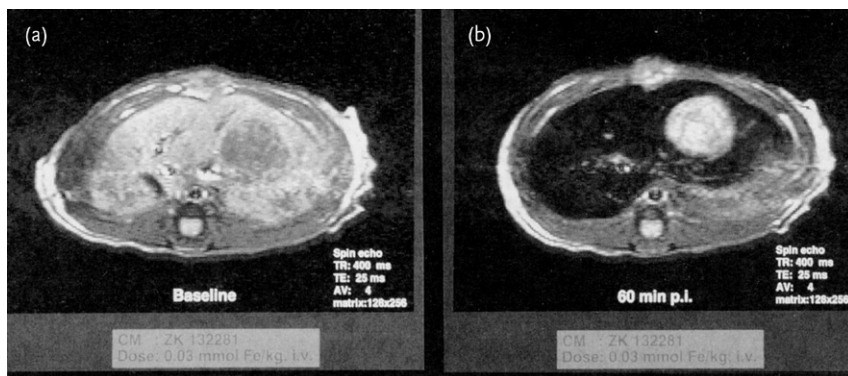 (a)
Spin echo
TR: 400 ms
TE: 25 ms
AV: 4
matrix:128x256
Baseline
CM : ZK 132281
Dose: 0.03 mmol Fe/kg, i.v.
(b)
Spin echo
TR: 400 ms
TE: 25 ms
AV: 4
matrix:128x256
60 min p.i.
CM : ZK 132281
Dose: 0.03 mmol Fe/kg. i.v.